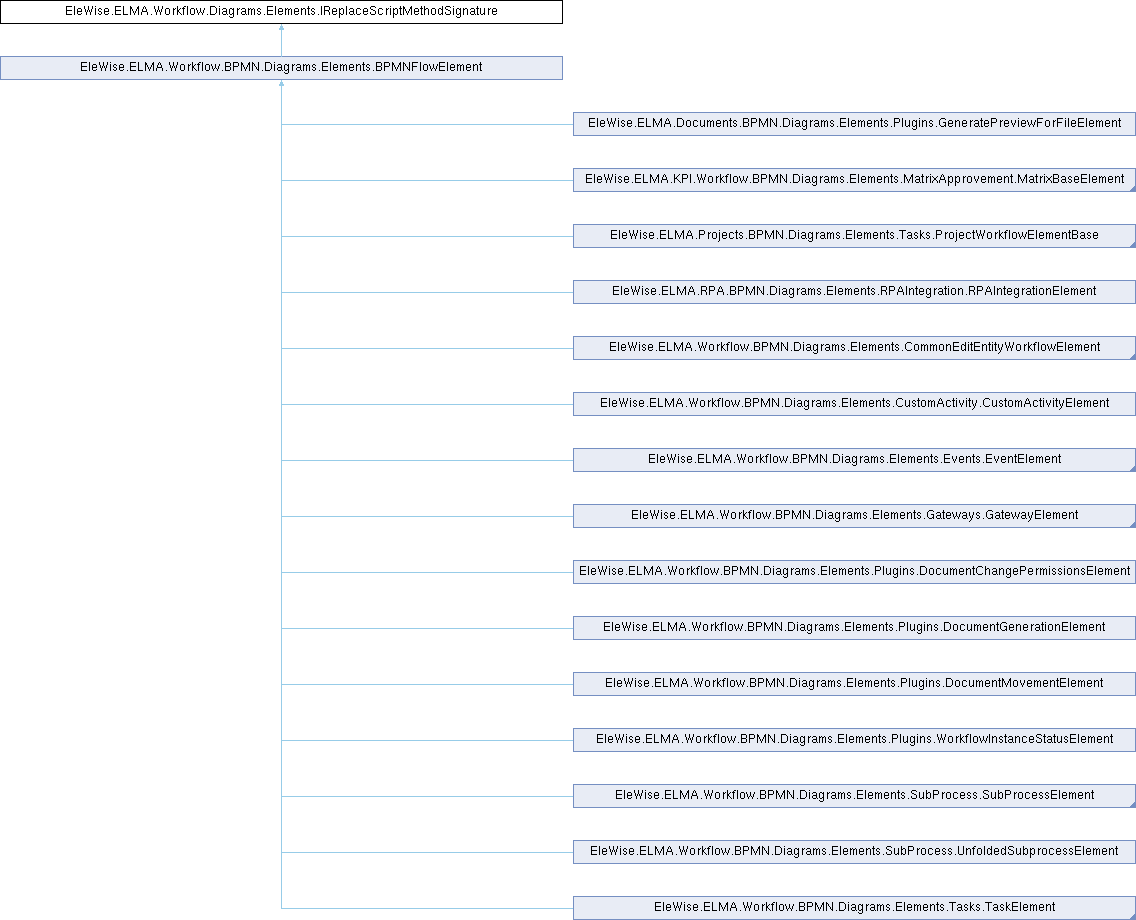 EleWise.ELMA.Workflow.Diagrams.Elements.IReplaceScriptMethodSignature
EleWise.ELMA.Workflow.BPMN.Diagrams.Elements.BPMNFlowElement
EleWise.ELMA.Documents.BPMN.Diagrams.Elements.Plugins.GeneratePreviewForFileElement
EleWise.ELMA.KPI.Workflow.BPMN.Diagrams.Elements.MatrixApprovement.MatrixBaseElement
EleWise.ELMA.Projects.BPMN.Diagrams.Elements.Tasks.ProjectWorkflowElementBase
EleWise.ELMA.RPA.BPMN.Diagrams.Elements.RPAIntegration.RPAIntegrationElement
EleWise.ELMA.Workflow.BPMN.Diagrams.Elements.CommonEditEntityWorkflowElement
EleWise.ELMA.Workflow.BPMN.Diagrams.Elements.CustomActivity.CustomActivityElement
EleWise.ELMA.Workflow.BPMN.Diagrams.Elements.Events.EventElement
EleWise.ELMA.Workflow.BPMN.Diagrams.Elements.Gateways.GatewayElement
EleWise.ELMA.Workflow.BPMN.Diagrams.Elements.Plugins.DocumentChangePermissionsElement
EleWise.ELMA.Workflow.BPMN.Diagrams.Elements.Plugins.DocumentGenerationElement
EleWise.ELMA.Workflow.BPMN.Diagrams.Elements.Plugins.DocumentMovementElement
EleWise.ELMA.Workflow.BPMN.Diagrams.Elements.Plugins.WorkflowInstanceStatusElement
EleWise.ELMA.Workflow.BPMN.Diagrams.Elements.SubProcess.SubProcessElement
EleWise.ELMA.Workflow.BPMN.Diagrams.Elements.SubProcess.UnfoldedSubprocessElement
EleWise.ELMA.Workflow.BPMN.Diagrams.Elements.Tasks.TaskElement